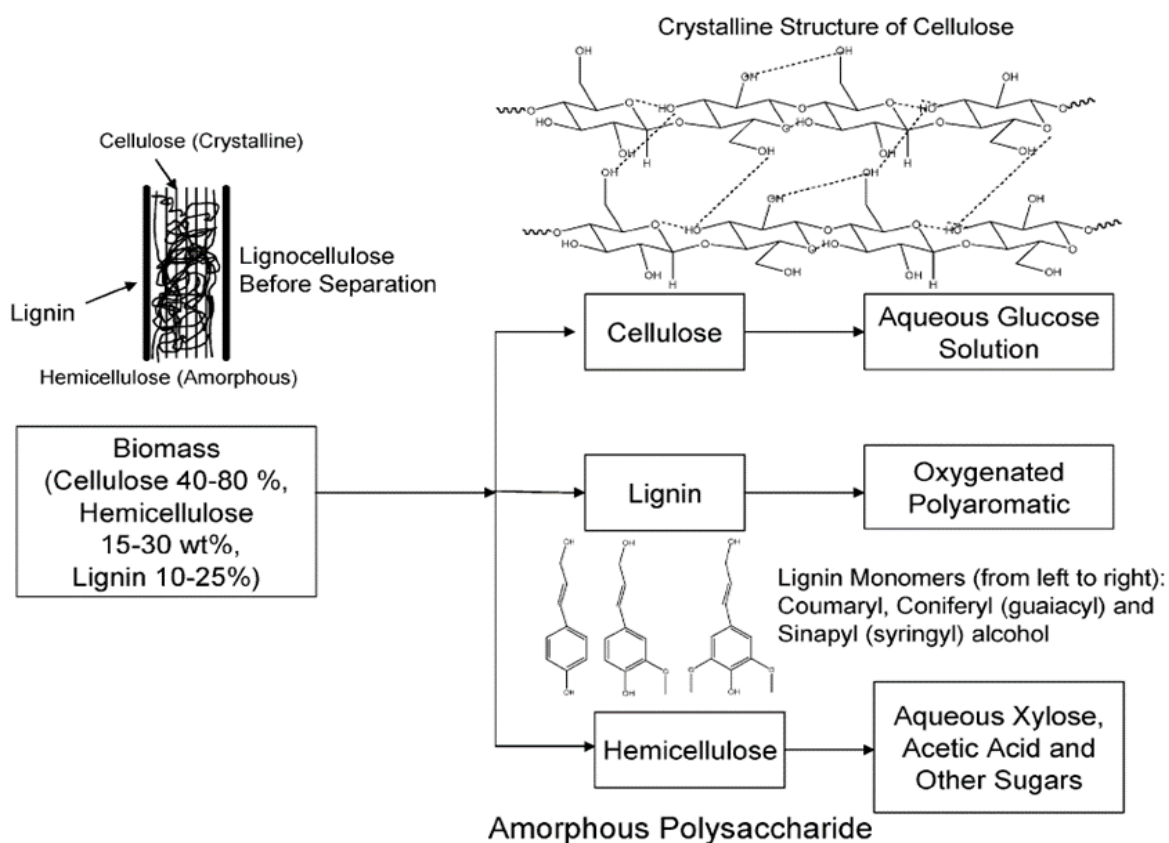 Crystalline Structure of Cellulose
Cellulose (Crystalline)
Lignin
Lignocellulose
Before Separation
Hemicellulose (Amorphous)
Biomass
(Cellulose 40-80 %,
Hemicellulose
15-30 wt%,
Lignin 10-25%)
Cellulose
Aqueous Glucose
Solution
Lignin
Oxygenated
Polyaromatic
Lignin Monomers (from left to right):
Coumaryl, Coniferyl (guaiacyl) and
Sinapyl (syringyl) alcohol
Hemicellulose
Aqueous Xylose,
Acetic Acid and
Other Sugars
Amorphous Polysaccharide